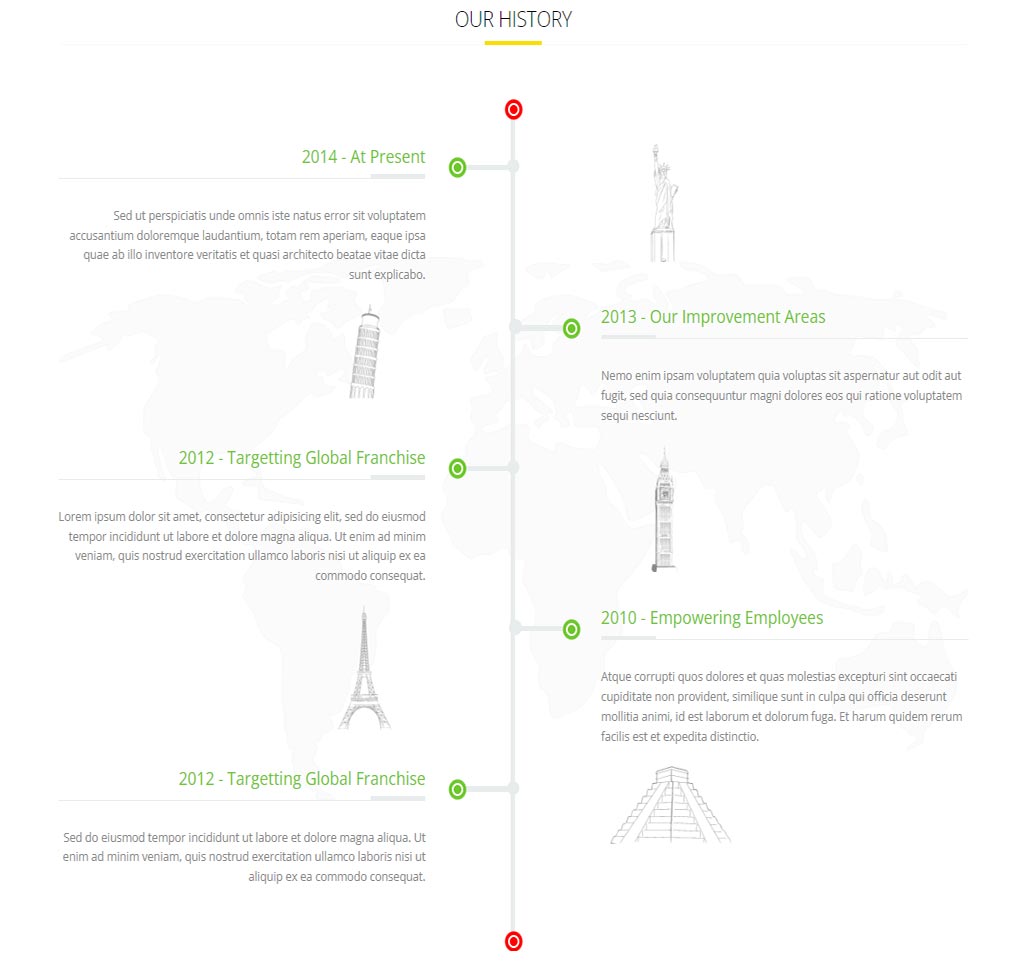 OUR HISTORY
2014 - At Present
Sed ut perspiciatis unde omnis iste natus error sit voluptatem
accusantium doloremque laudantium, totam rem aperiam, eaque ipsa
quae ab illo inventore veritatis et quasi architecto beatae vitae dicta
sunt explicabo.
2013 - Our Improvement Areas
Nemo enim ipsam voluptatem quia voluptas sit aspernatur aut odit aut
fugit, sed quia consequuntur magni dolores eos qui ratione voluptatem
sequi nesciunt.
2012 - Targetting Global Franchise
Lorem ipsum dolor sit amet, consectetur adipisicing elit, sed do eiusmod
tempor incididunt ut labore et dolore magna aliqua. Ut enim ad minim
veniam, quis nostrud exercitation ullamco laboris nisi ut aliquip ex ea
commodo consequat.
2010 - Empowering Employees
Atque corrupti quos dolores et quas molestias excepturi sint occaecati
cupiditate non provident, similique sunt in culpa qui officia deserunt
mollitia animi, id est laborum et dolorum fuga. Et harum quidem rerum
facilis est et expedita distinctio.
2012 - Targetting Global Franchise
Sed do eiusmod tempor incididunt ut labore et dolore magna aliqua. Ut
enim ad minim veniam, quis nostrud exercitation ullamco laboris nisi ut
aliquip ex ea commodo consequat.